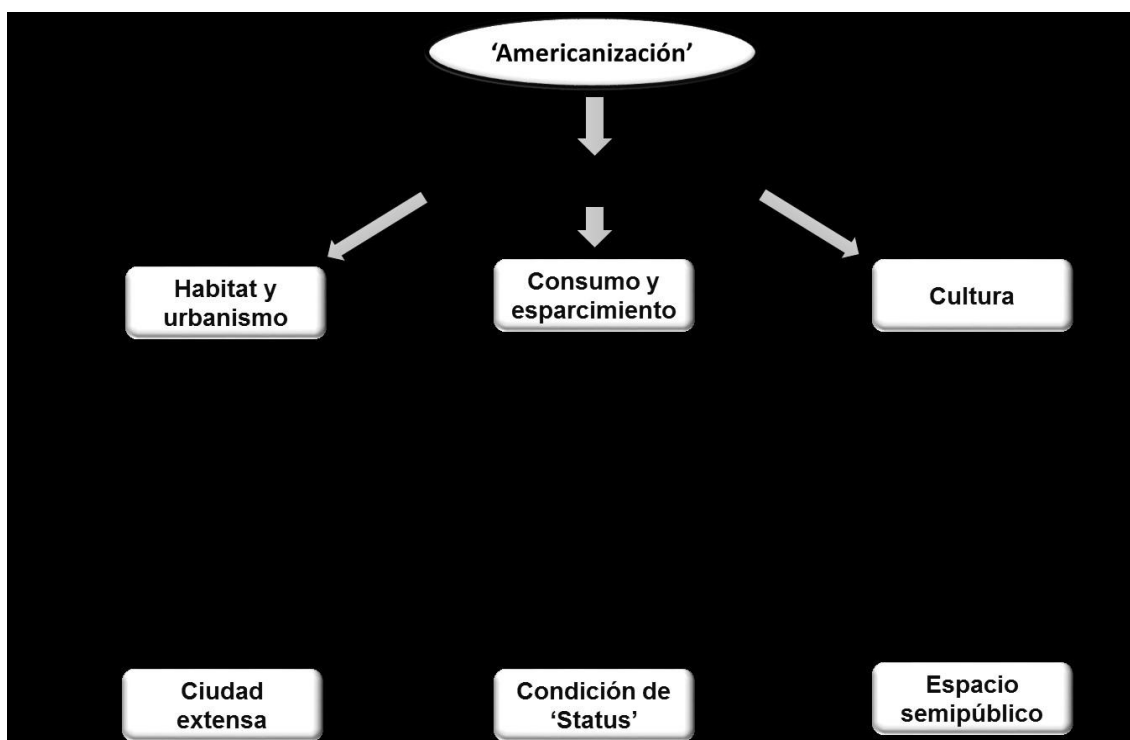 ‘Americanización’
Habitat y
urbanismo
Consumo y
esparcimiento
Cultura
Ciudad
extensa
Condición de
‘Status’
Espacio
semipúblico